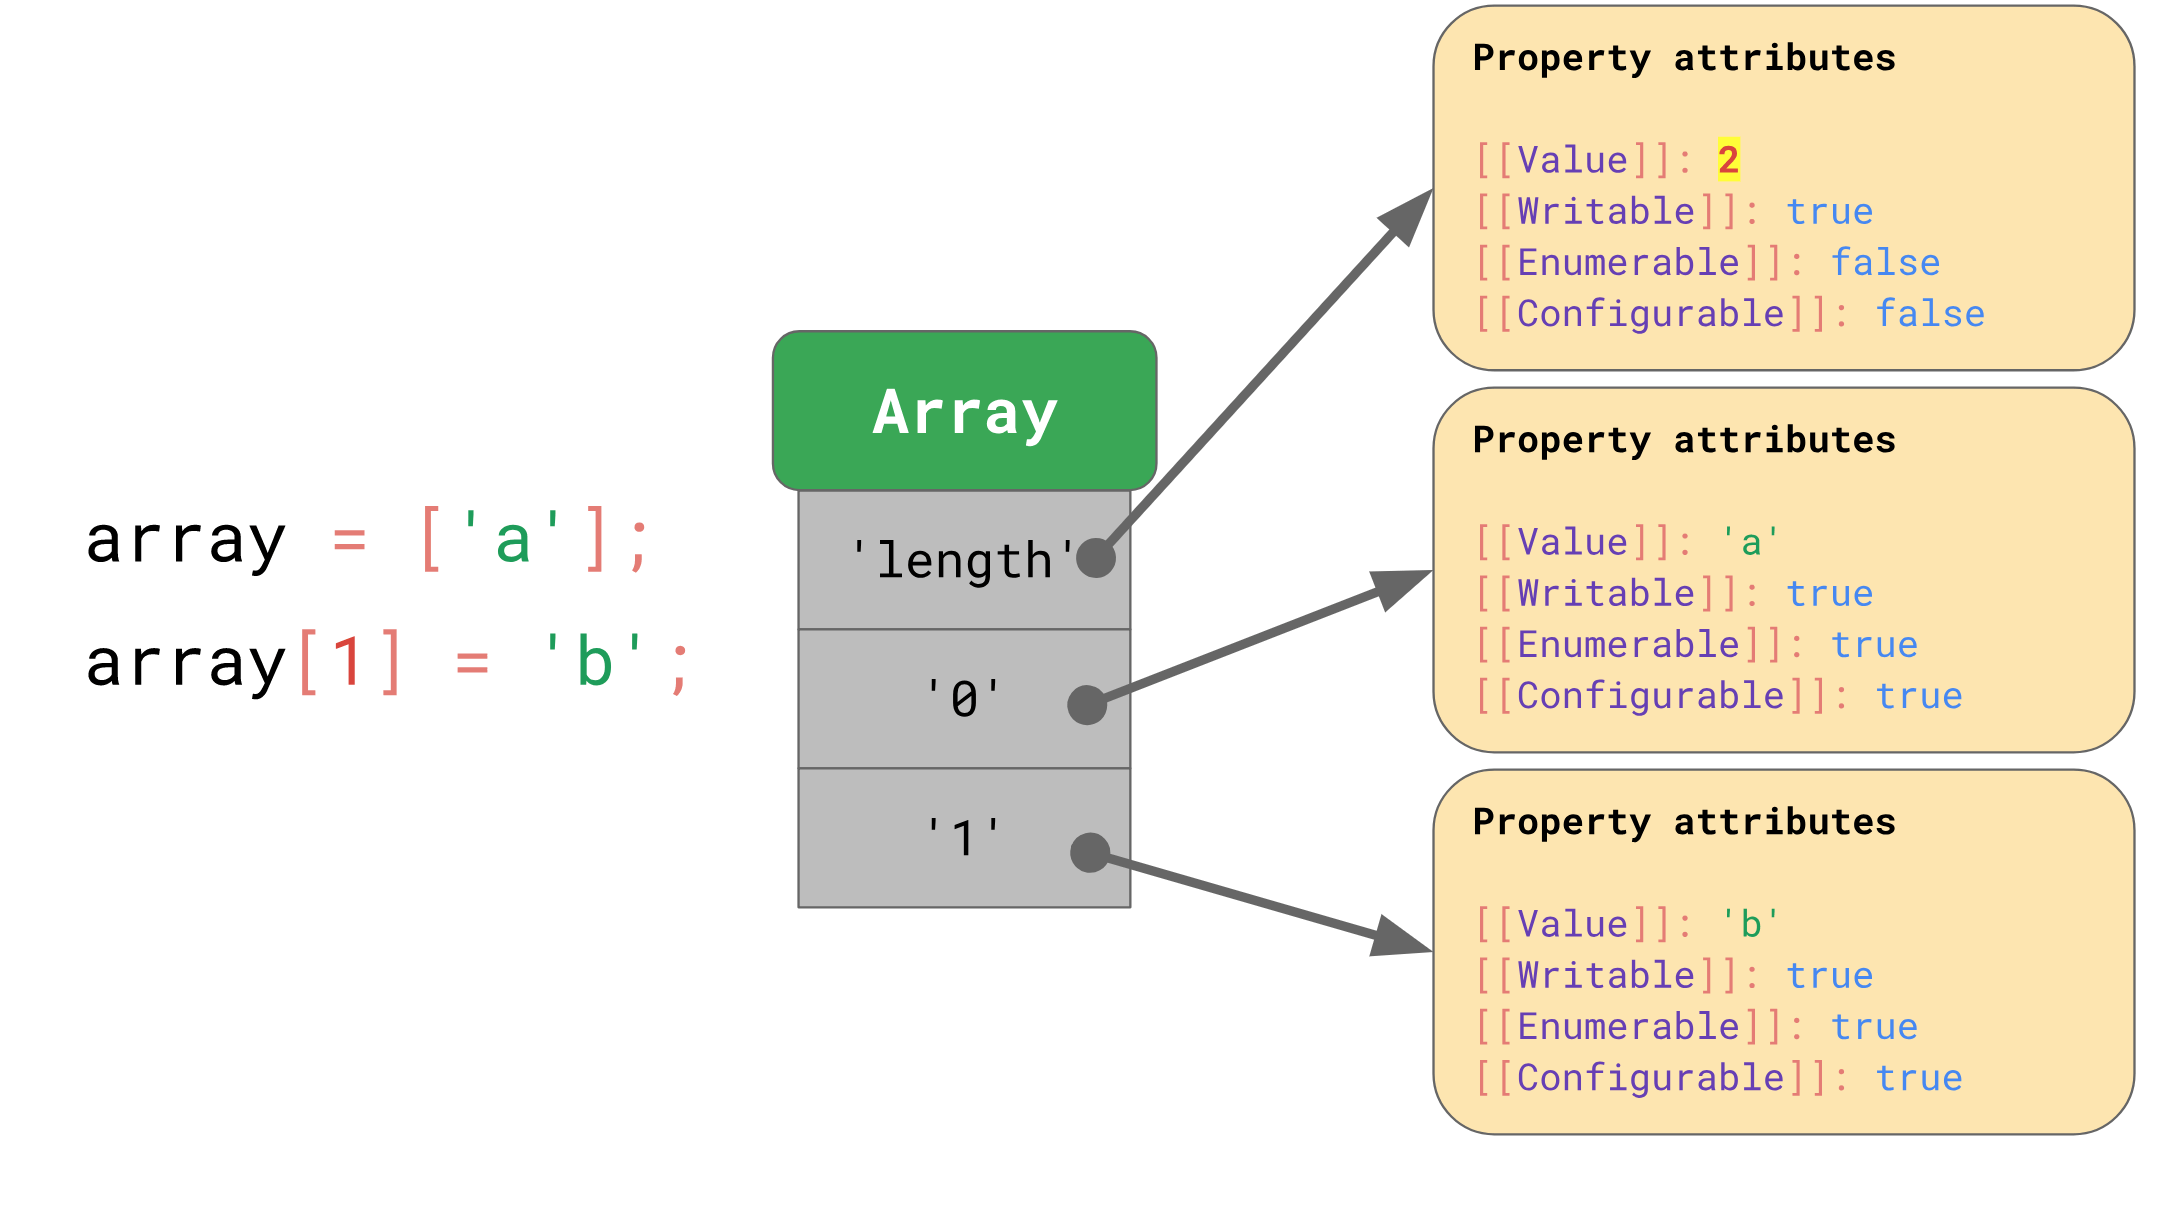 array = ['a'];
array[1] = 'b';
Array
'length'
'0'
'1'
Property attributes
[[Value]]: 2
[[Writable]]: true
[[Enumerable]]: false
[[Configurable]]: false
Property attributes
[[Value]]: 'a'
[[Writable]]: true
[[Enumerable]]: true
[[Configurable]]: true
Property attributes
[[Value]]: 'b'
[[Writable]]: true
[[Enumerable]]: true
[[Configurable]]: true